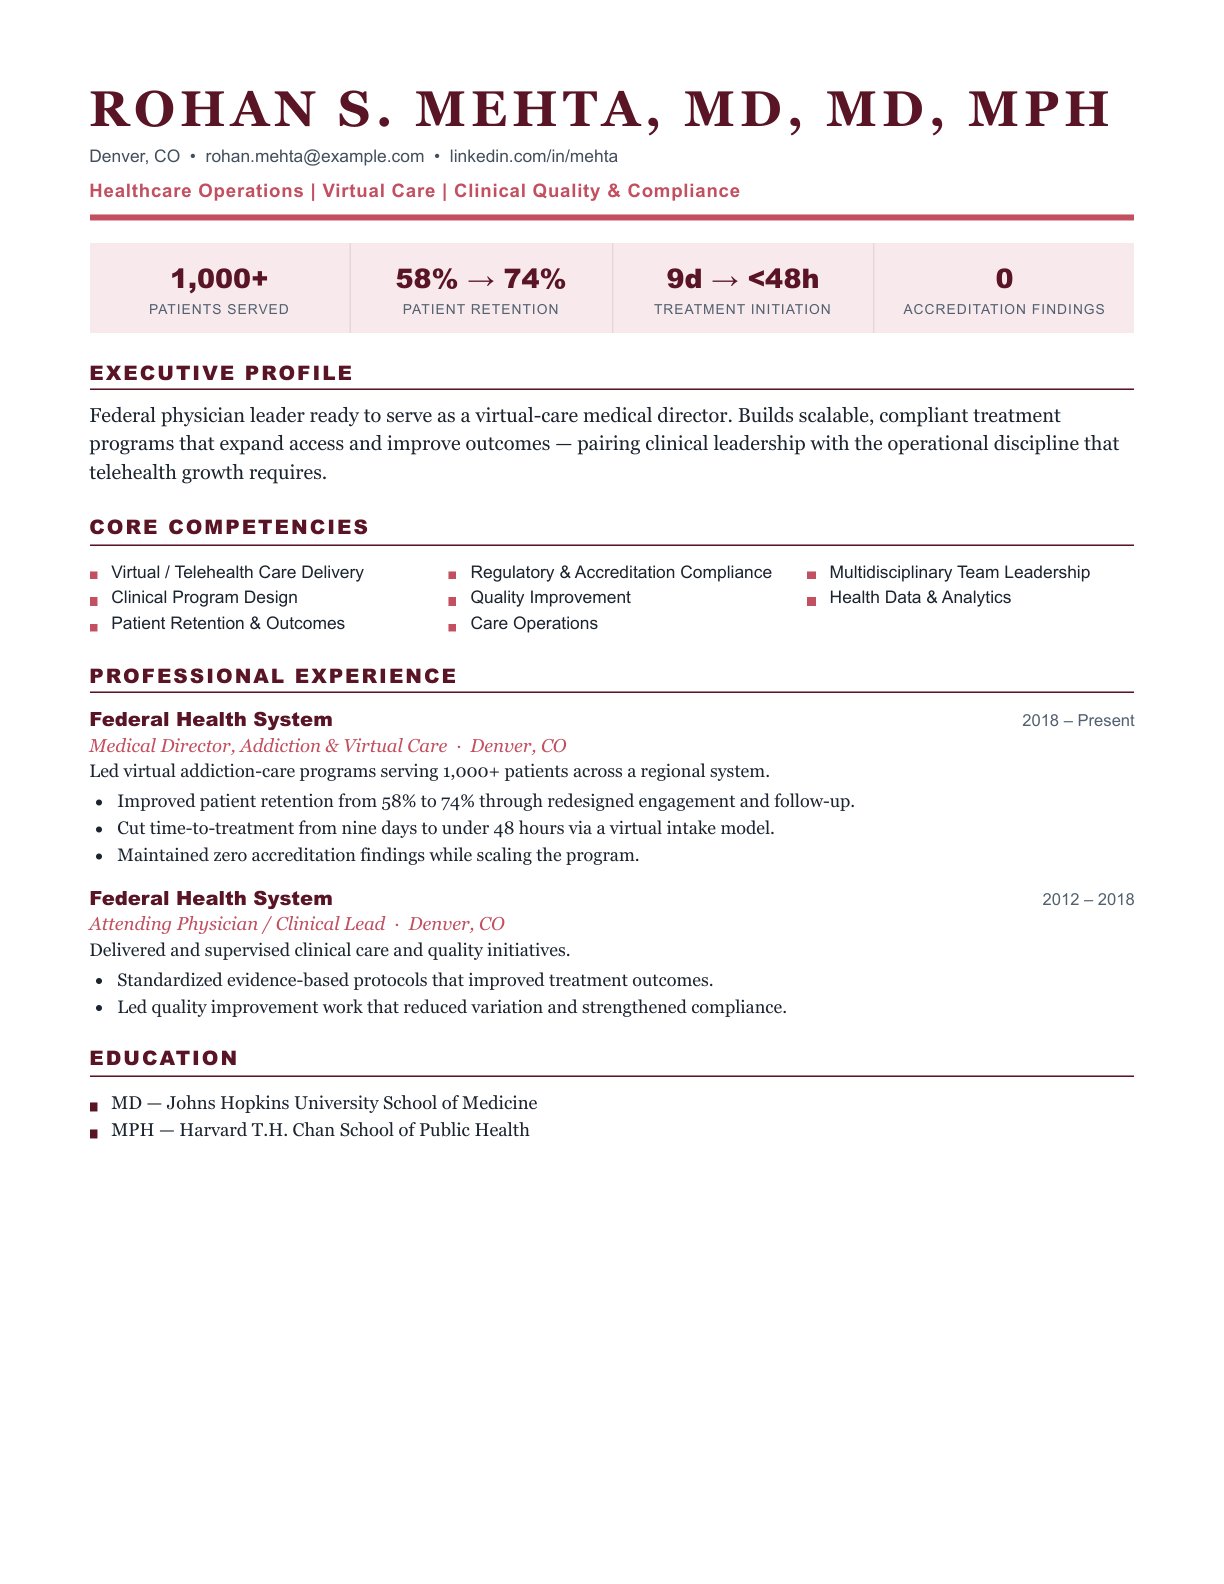 ROHAN S. MEHTA, MD, MD, MPH
Denver, CO • rohan.mehta@example.com • linkedin.com/in/mehta
Healthcare Operations | Virtual Care | Clinical Quality & Compliance
1,000+
PATIENTS SERVED
58% → 74%
PATIENT RETENTION
9d → <48h
TREATMENT INITIATION
0
ACCREDITATION FINDINGS
EXECUTIVE PROFILE
Federal physician leader ready to serve as a virtual-care medical director. Builds scalable, compliant treatment
programs that expand access and improve outcomes — pairing clinical leadership with the operational discipline that
telehealth growth requires.
CORE COMPETENCIES
■ Virtual / Telehealth Care Delivery
■ Clinical Program Design
■ Patient Retention & Outcomes
■ Regulatory & Accreditation Compliance
■ Quality Improvement
■ Care Operations
■ Multidisciplinary Team Leadership
■ Health Data & Analytics
PROFESSIONAL EXPERIENCE
Federal Health System 2018 – Present
Medical Director, Addiction & Virtual Care · Denver, CO
Led virtual addiction-care programs serving 1,000+ patients across a regional system.
• Improved patient retention from 58% to 74% through redesigned engagement and follow-up.
• Cut time-to-treatment from nine days to under 48 hours via a virtual intake model.
• Maintained zero accreditation findings while scaling the program.
Federal Health System 2012 – 2018
Attending Physician / Clinical Lead · Denver, CO
Delivered and supervised clinical care and quality initiatives.
• Standardized evidence-based protocols that improved treatment outcomes.
• Led quality improvement work that reduced variation and strengthened compliance.
EDUCATION
■ MD — Johns Hopkins University School of Medicine
■ MPH — Harvard T.H. Chan School of Public Health